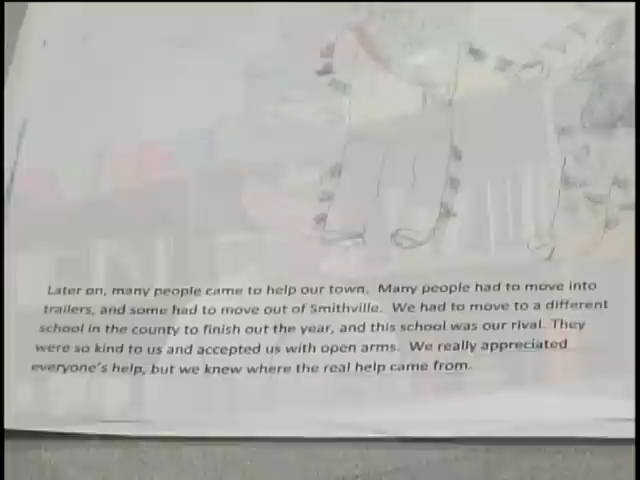 Later on, many people came to help our town. Many people had to move into
trailers, and some had to move out of Smithville. We had to move to a different
school in the county to finish out the year, and this school was our rival. They
were so kind to us and accepted us with open arms. We really appreciated
everyone's help, but we knew where the real help came from.